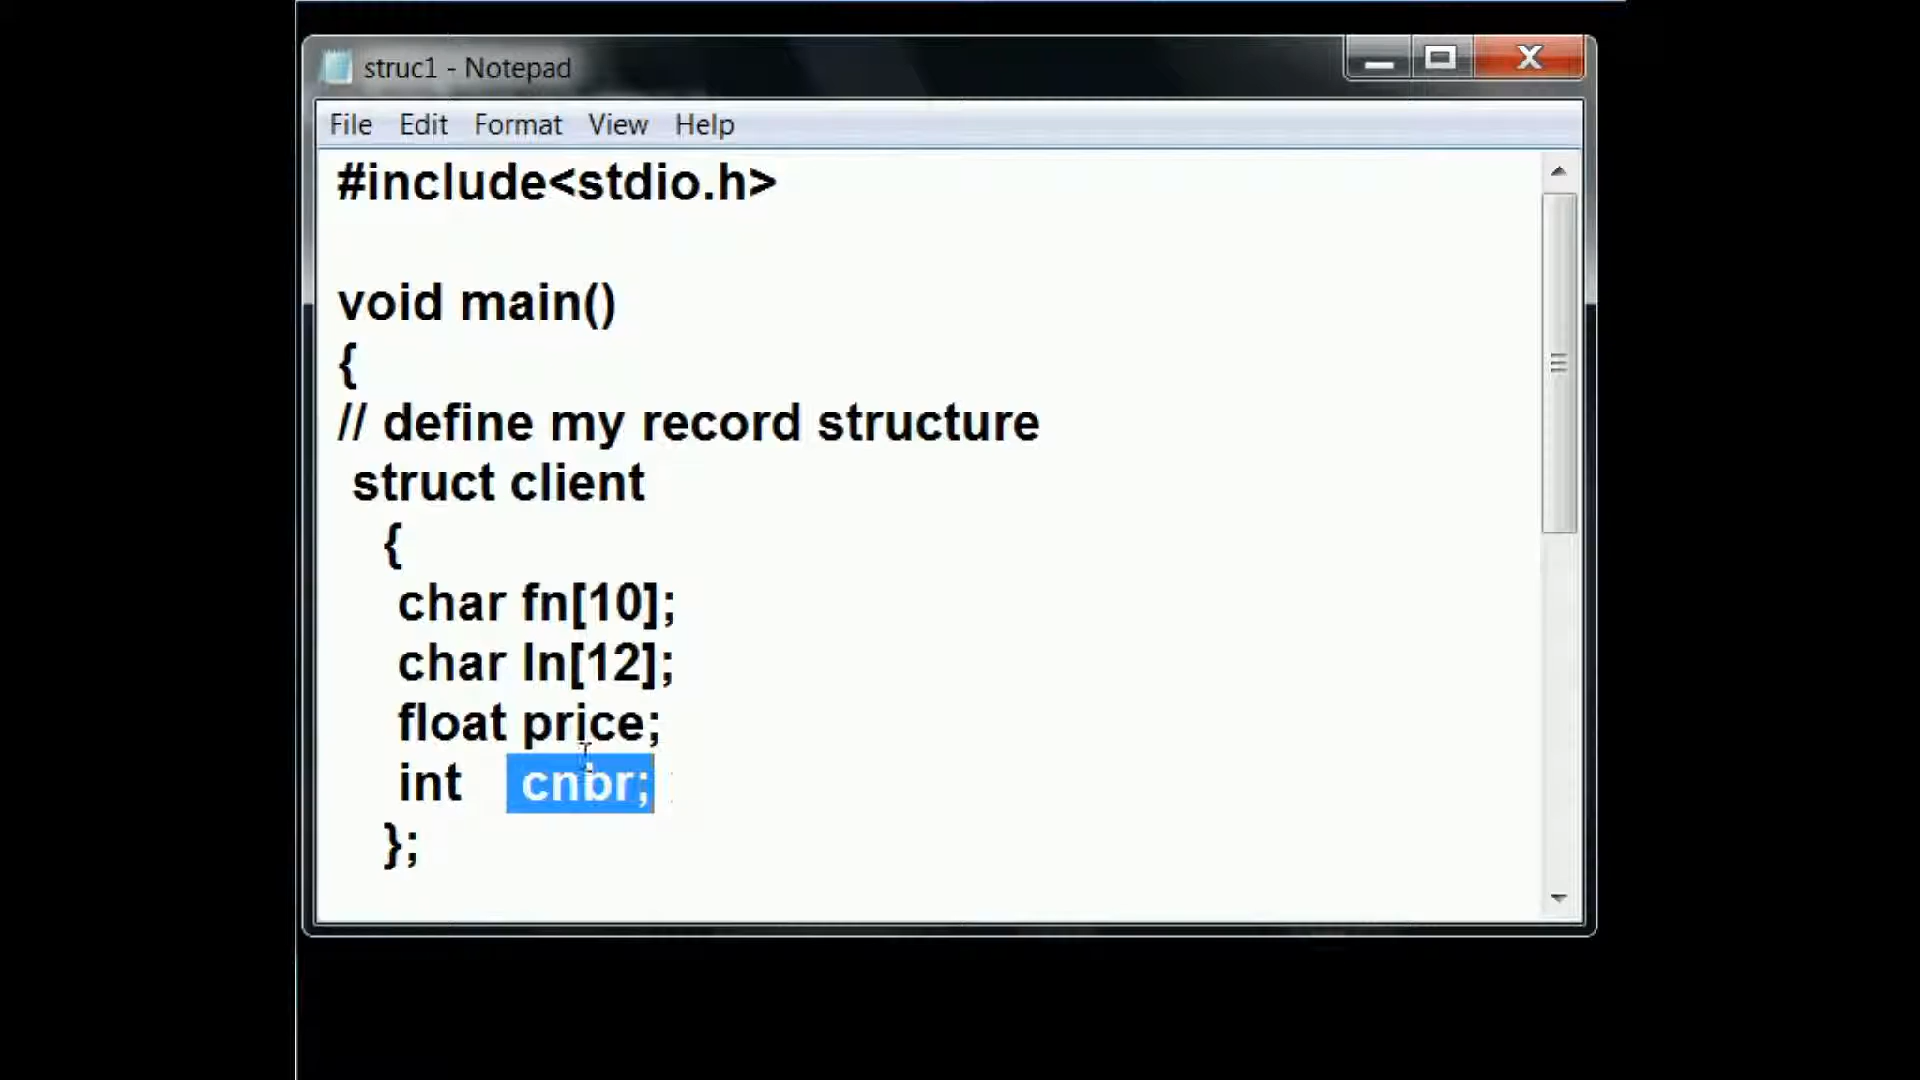 struc1 - Notepad
File Edit Format View Help
#include<stdio.h>
void main()
{
// define my record structure
struct client
{
char fn[10];
char ln[12];
float price;
int cnbr;
};